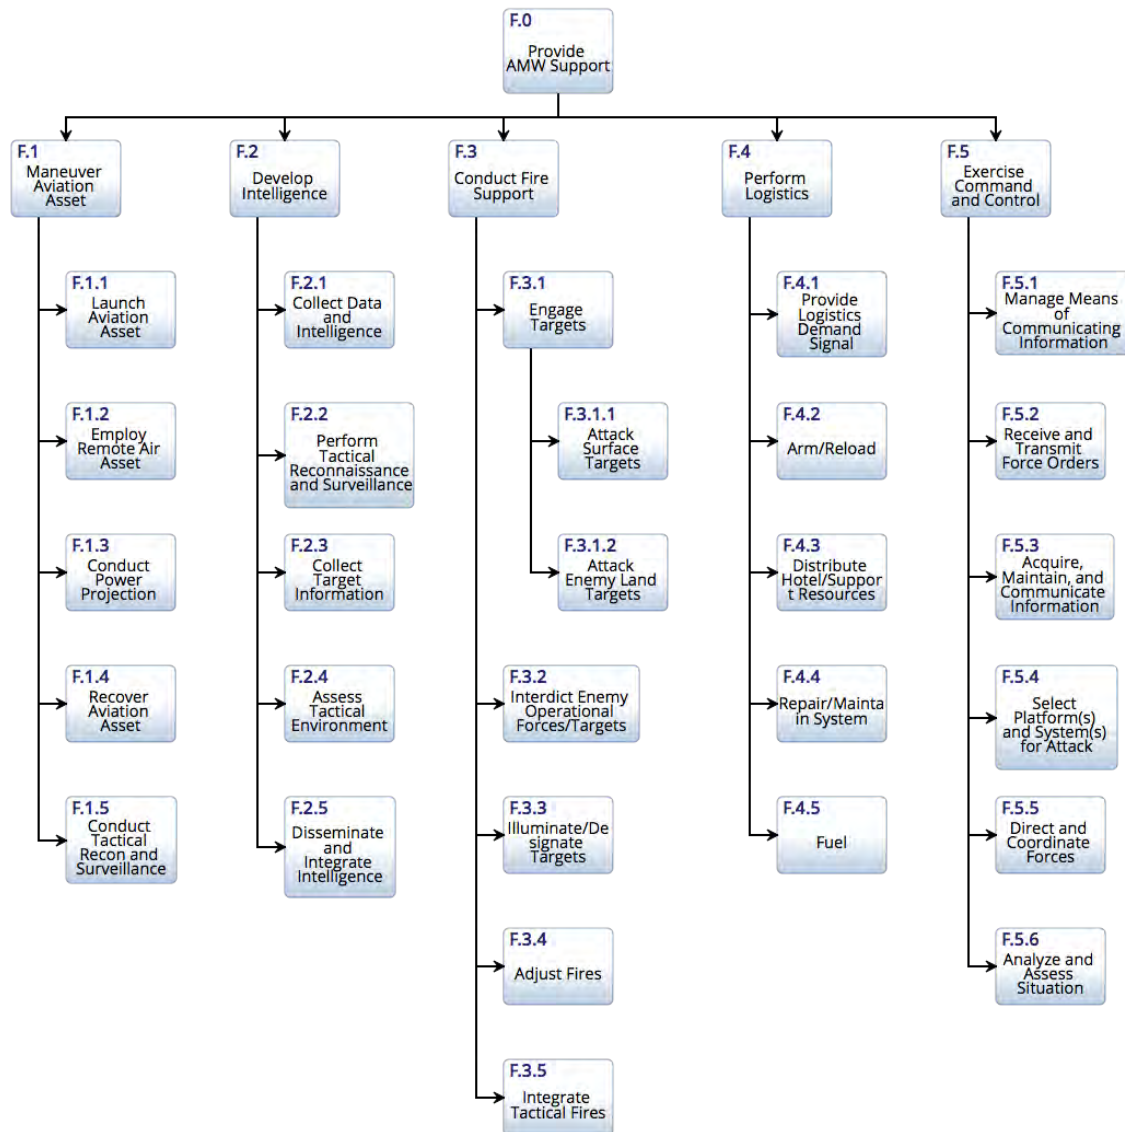 F.0
Provide
AMW Support
F.1
Maneuver
Aviation
Asset
F.2
Develop
Intelligence
F.3
Conduct Fire
Support
F.4
Perform
Logistics
F.5
Exercise
Command
and Control
F.1.1
Launch
Aviation
Asset
F.1.2
Employ
Remote Air
Asset
F.1.3
Conduct
Power
Projection
F.1.4
Recover
Aviation
Asset
F.1.5
Conduct
Tactical
Recon and
Surveillance
F.2.1
Collect Data
and
Intelligence
F.2.2
Perform
Tactical
Reconnaissance
and Surveillance
F.2.3
Collect
Target
Information
F.2.4
Assess
Tactical
Environment
F.2.5
Disseminate
and
Integrate
Intelligence
F.3.1
Engage
Targets
F.3.1.1
Attack
Surface
Targets
F.3.1.2
Attack
Enemy Land
Targets
F.3.2
Interdict Enemy
Operational
Forces/Targets
F.3.3
Illuminate/De
signate
Targets
F.3.4
Adjust Fires
F.3.5
Integrate
Tactical Fires
F.4.1
Provide
Logistics
Demand
Signal
F.4.2
Arm/Reload
F.4.3
Distribute
Hotel/Suppor
t Resources
F.4.4
Repair/Mainta
in System
F.4.5
Fuel
F.5.1
Manage Means
of
Communicating
Information
F.5.2
Receive and
Transmit
Force Orders
F.5.3
Acquire,
Maintain, and
Communicate
Information
F.5.4
Select
Platform(s)
and System(s)
for Attack
F.5.5
Direct and
Coordinate
Forces
F.5.6
Analyze and
Assess
Situation